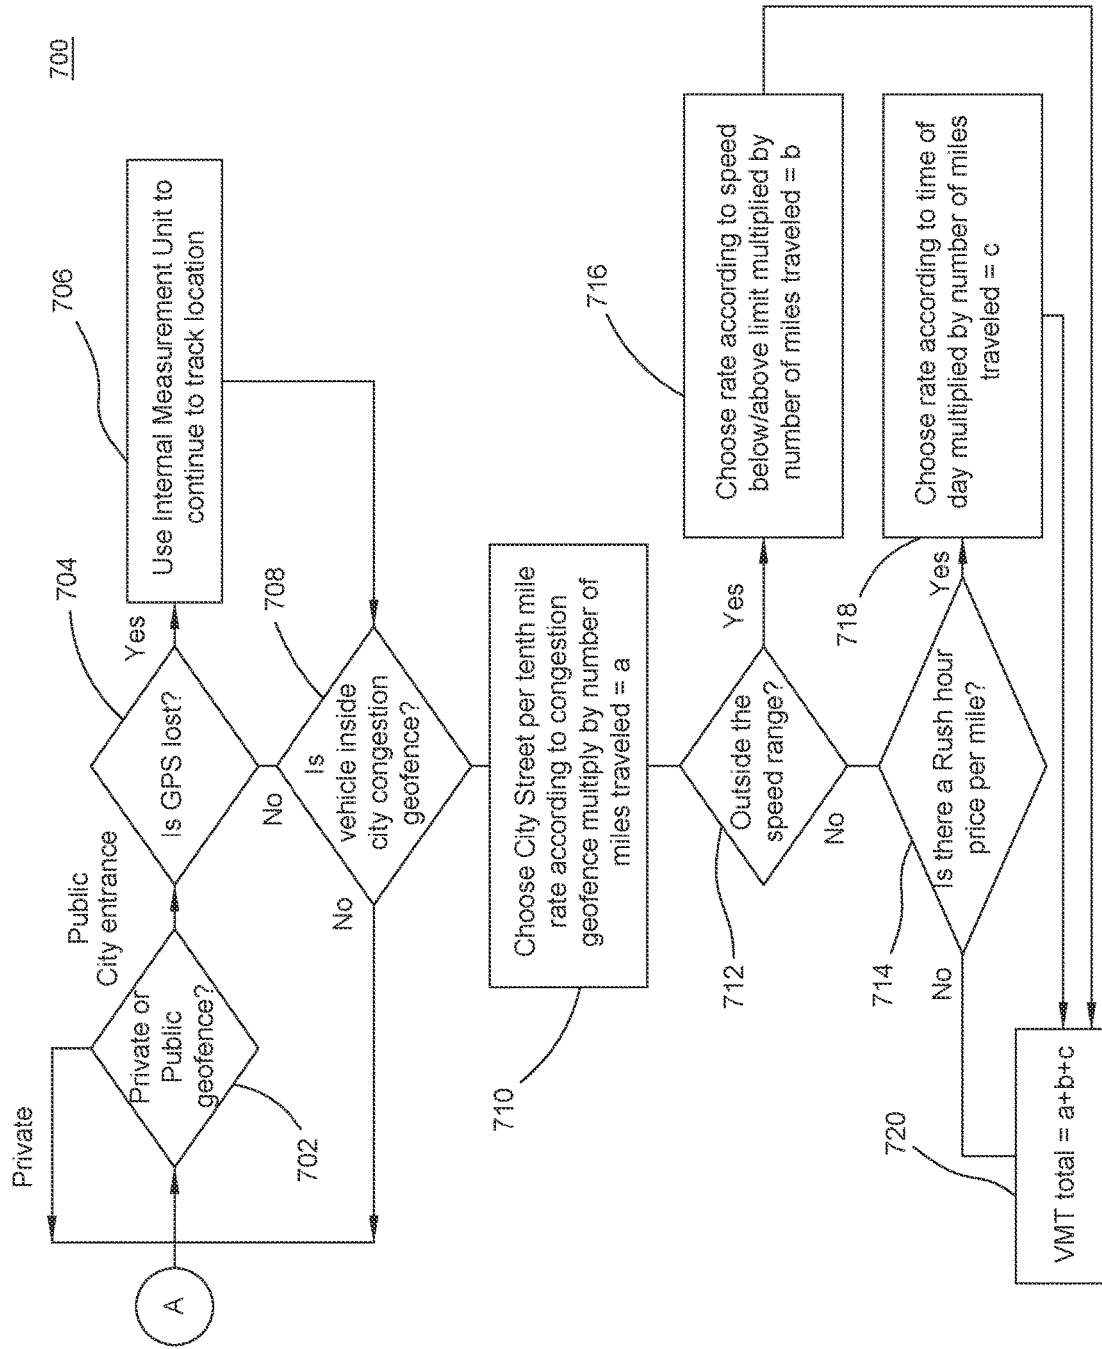 700
A
Private
Private or
Public
geofence?
702
Public
City entrance
Is GPS lost?
704
Yes
No
Use Internal Measurement Unit to
continue to track location
706
Is
vehicle inside
city congestion
geofence?
708
No
Choose City Street per tenth mile
rate according to congestion
geofence multiply by number of
miles traveled = a
710
Outside the
speed range?
712
Yes
No
Choose rate according to speed
below/above limit multiplied by
number of miles traveled = b
716
Is there a Rush hour
price per mile?
714
Yes
No
Choose rate according to time of
day multiplied by number of miles
traveled = c
718
VMT total = a+b+c
720